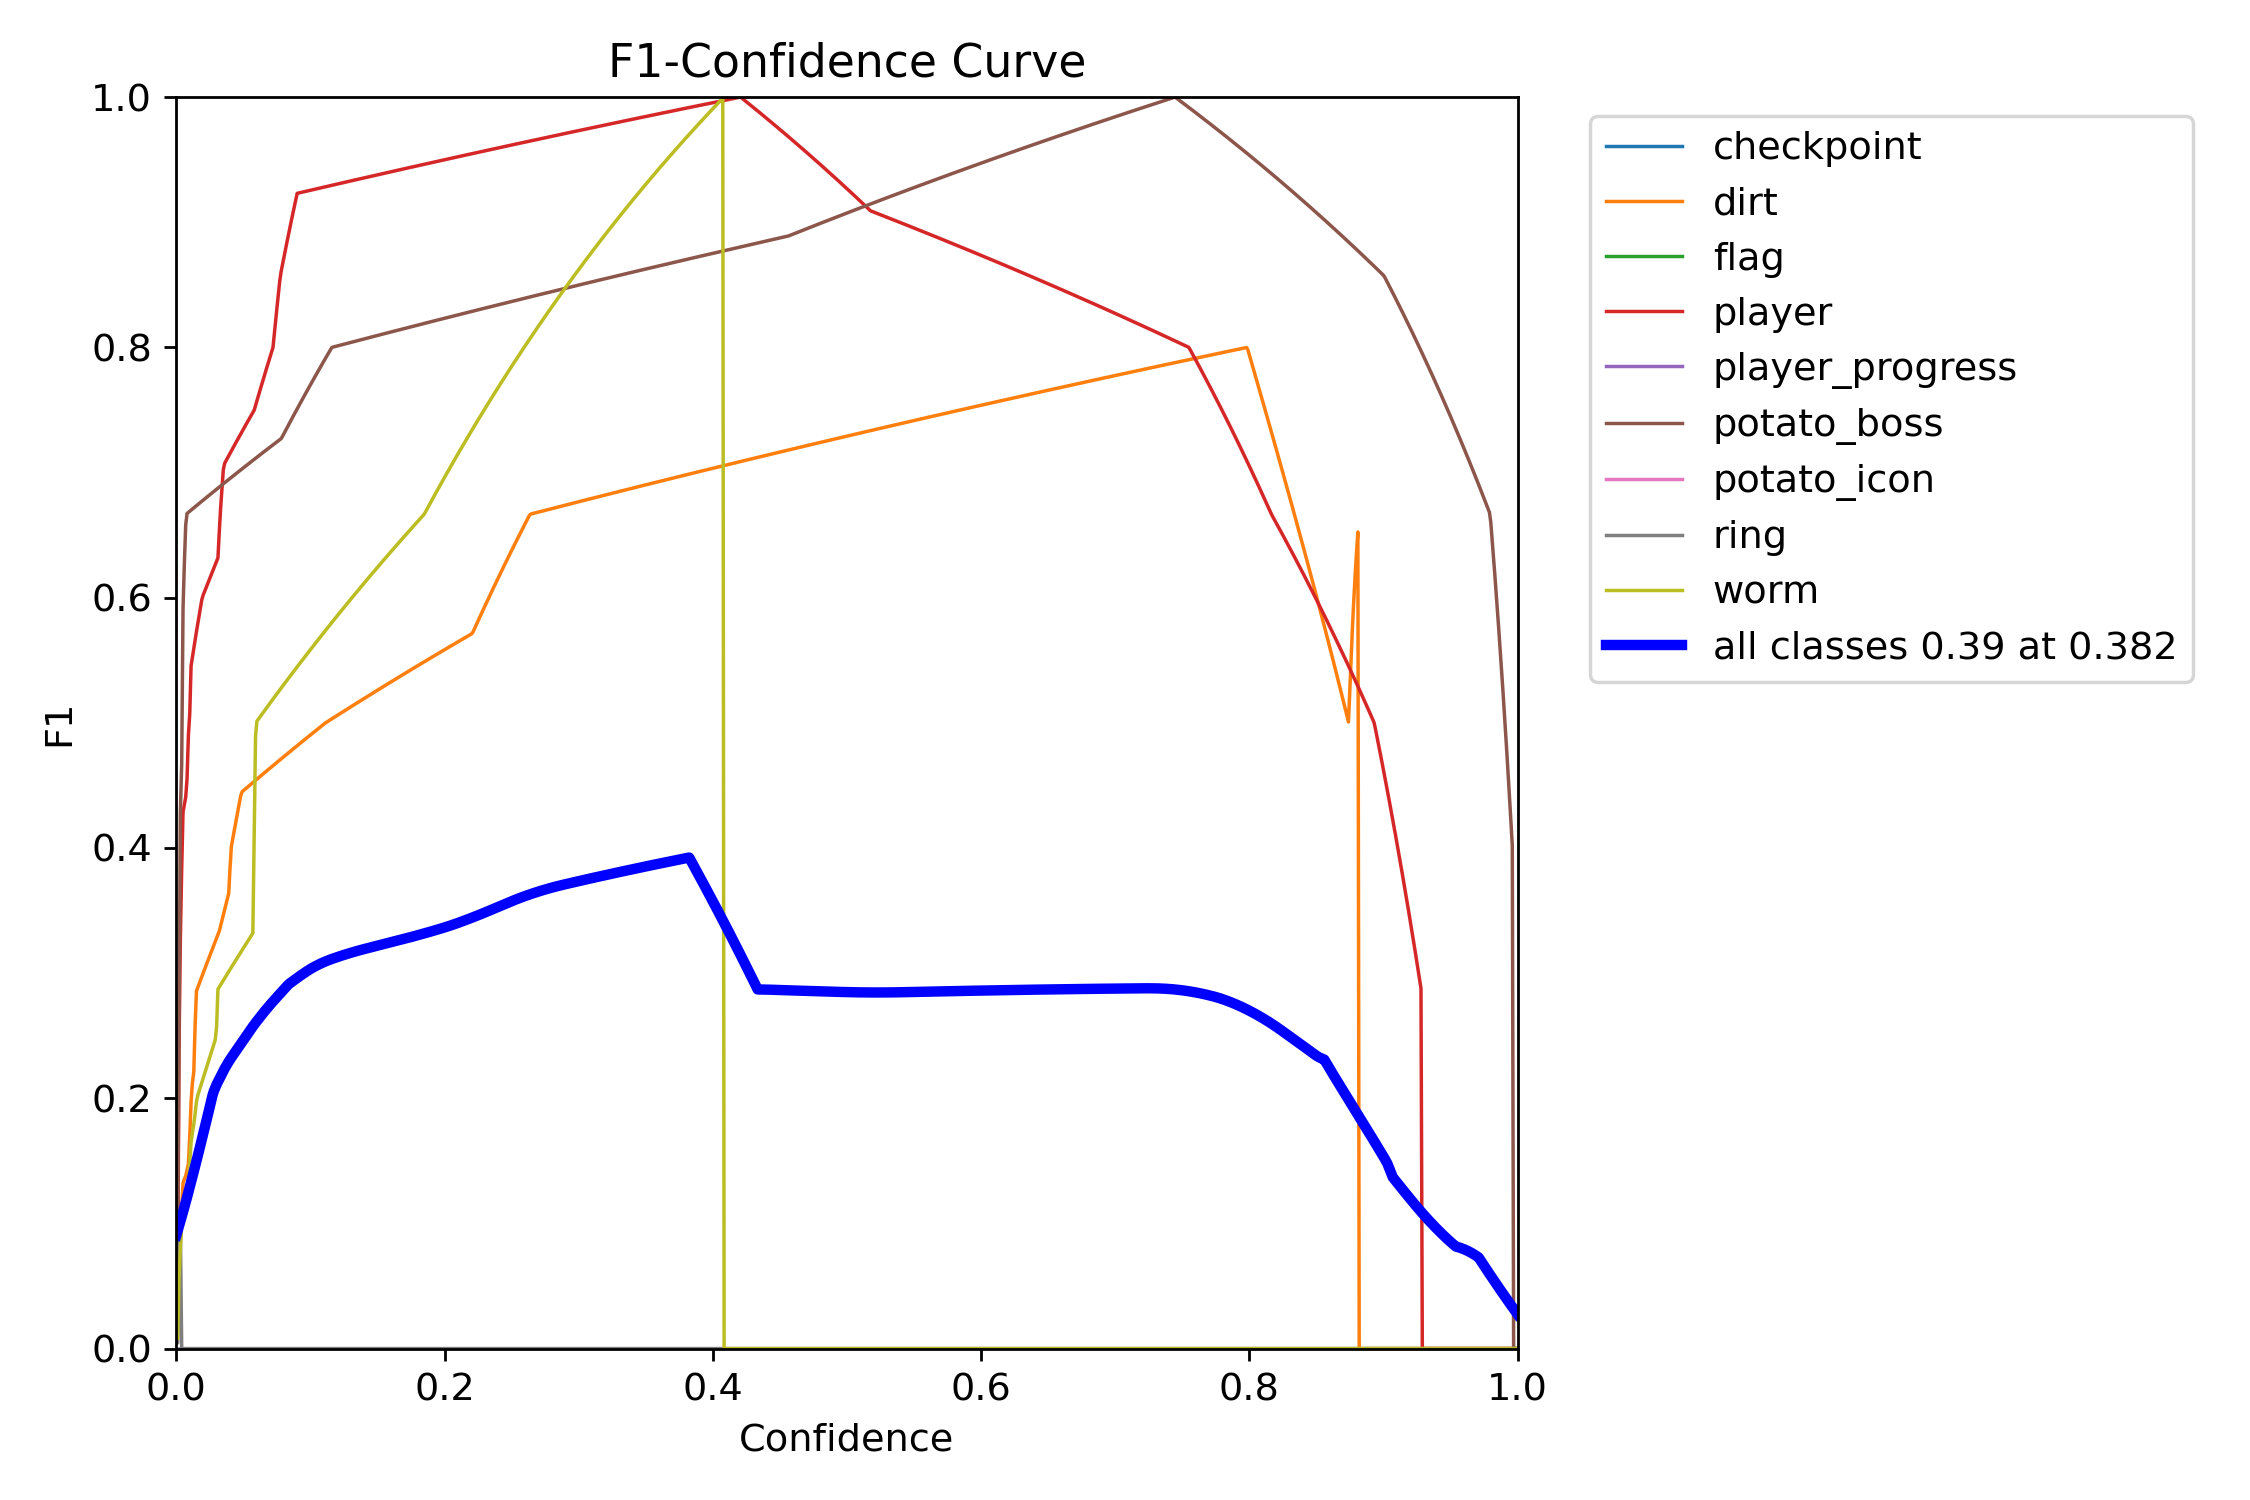 F1-Confidence Curve
1.0
0.8
0.6
0.4
0.2
0.0
F1
0.0 0.2 0.4 0.6 0.8 1.0
Confidence
checkpoint
dirt
flag
player
player_progress
potato_boss
potato_icon
ring
worm
all classes 0.39 at 0.382